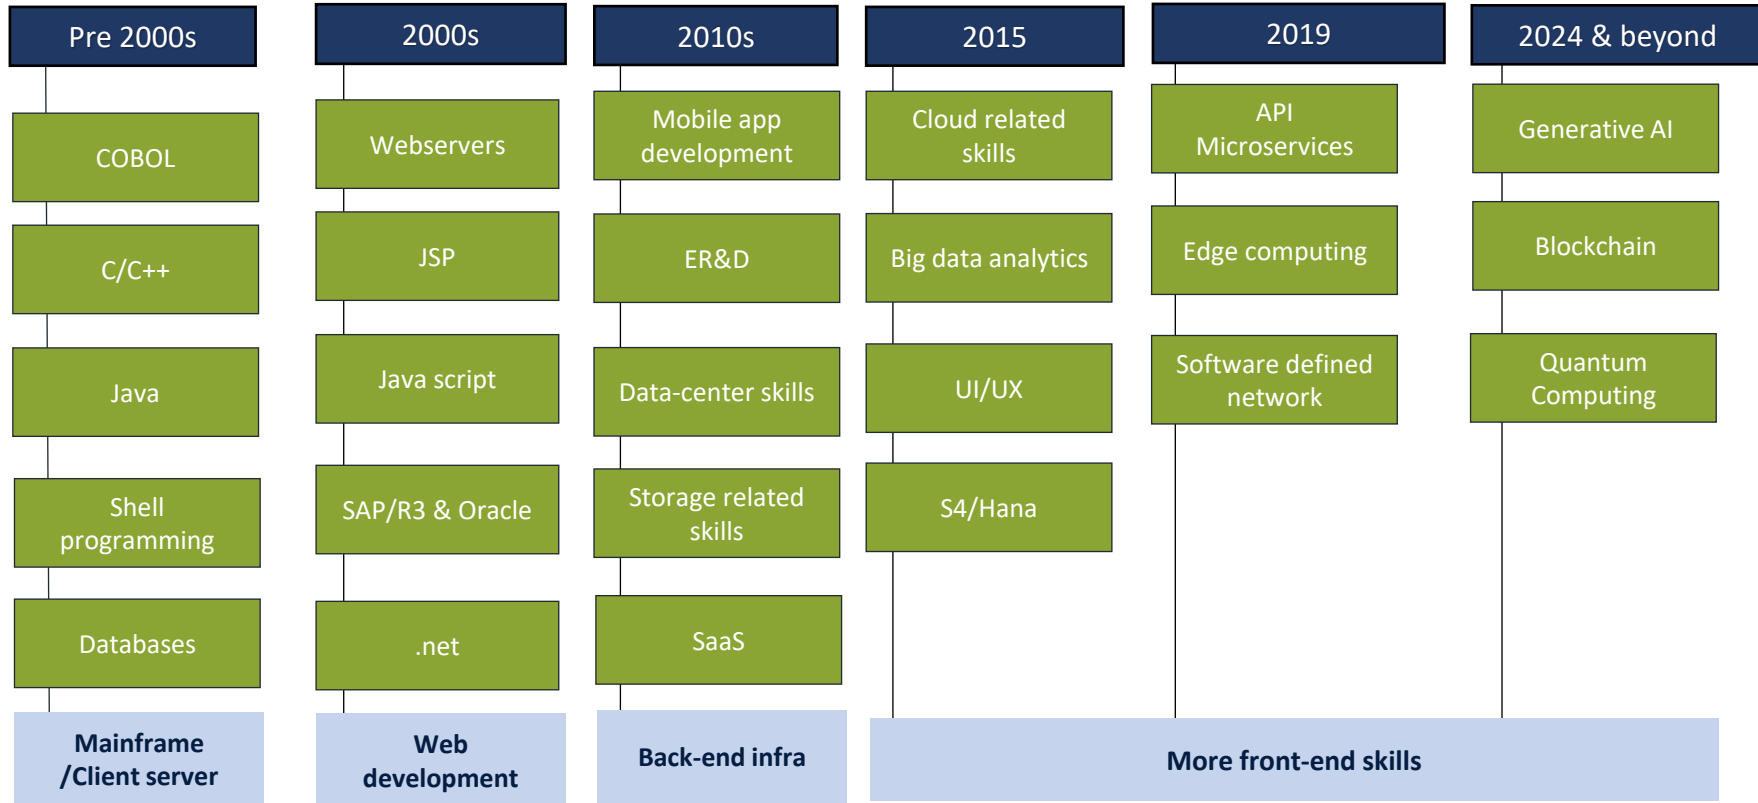 Pre 2000s
2000s
2010s
2015
2019
2024 & beyond
COBOL
C/C++
Java
Shell
programming
Databases
Mainframe
/Client server
Webservers
JSP
Java script
SAP/R3 & Oracle
.net
Web
development
Mobile app
development
ER&D
Data-center skills
Storage related
skills
SaaS
Back-end infra
Cloud related
skills
Big data analytics
UI/UX
S4/Hana
API
Microservices
Edge computing
Software defined
network
Generative AI
Blockchain
Quantum
Computing
More front-end skills